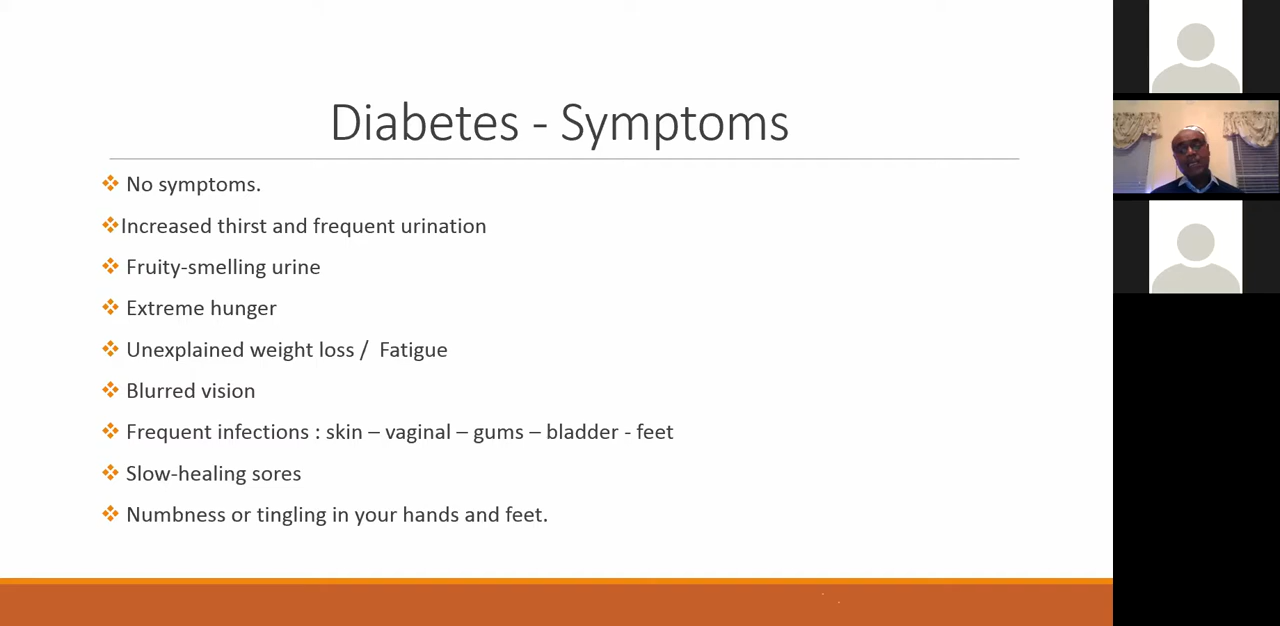 Diabetes - Symptoms
No symptoms.
Increased thirst and frequent urination
Fruity-smelling urine
Extreme hunger
Unexplained weight loss / Fatigue
Blurred vision
Frequent infections : skin – vaginal – gums – bladder - feet
Slow-healing sores
Numbness or tingling in your hands and feet.